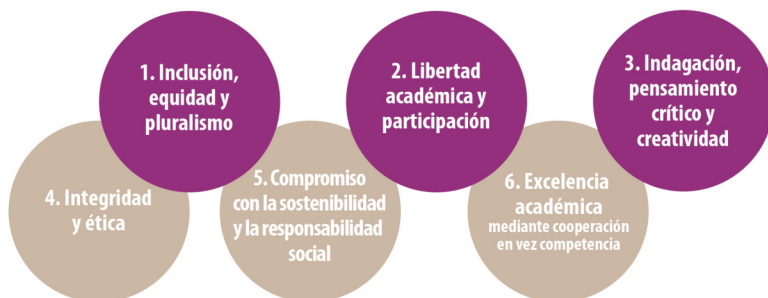 1. Inclusión,
equidad y
pluralismo
2. Libertad
académica y
participación
3. Indagación,
pensamiento
crítico y
creatividad
4. Integridad
y ética
5. Compromiso
con la sostenibilidad
y la responsabilidad
social
6. Excelencia
académica
mediante cooperación
en vez competencia